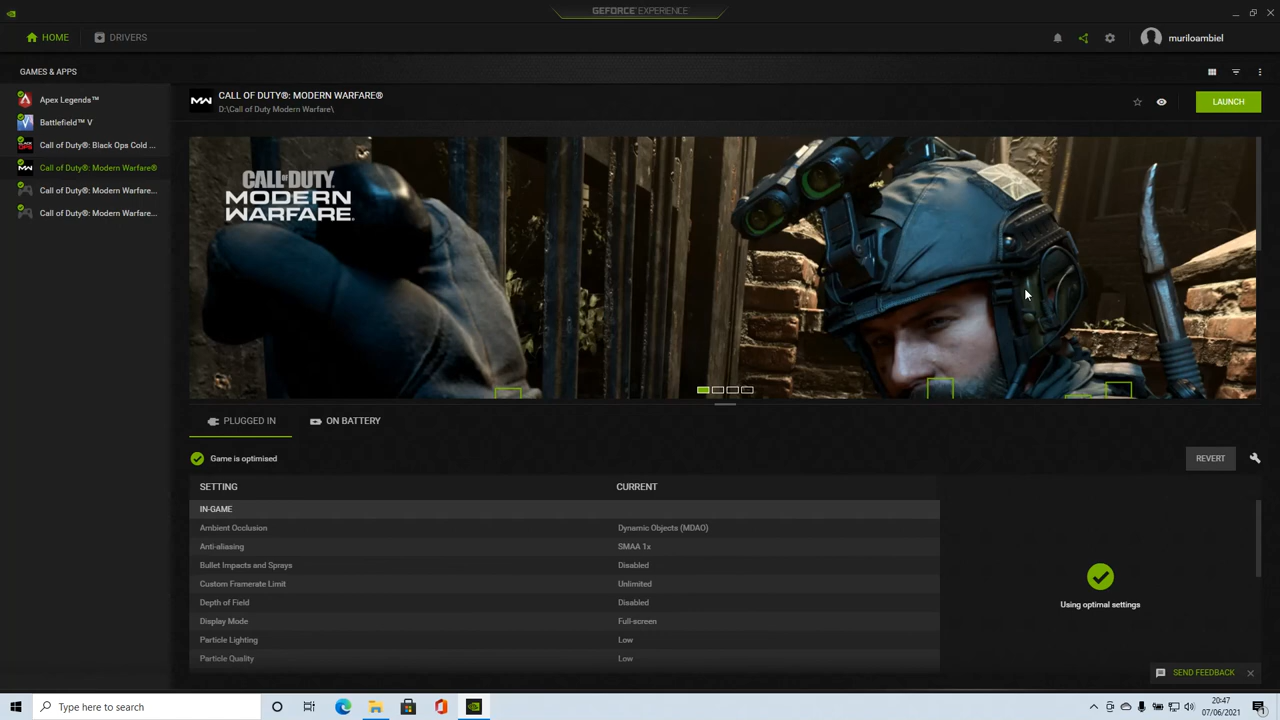 GEFORCE EXPERIENCE
HOME
DRIVERS
muriloambiel
GAMES & APPS
Apex Legends™
Battlefield™ V
Call of Duty®: Black Ops Cold ...
Call of Duty®: Modern Warfare®
Call of Duty®: Modern Warfare...
Call of Duty®: Modern Warfare...
CALL OF DUTY®: MODERN WARFARE®
D:\Call of Duty Modern Warfare\
LAUNCH
CALL OF DUTY.
MODERN
WARFARE.
PLUGGED IN
ON BATTERY
Game is optimised
REVERT
SETTING CURRENT
IN-GAME
Ambient Occlusion Dynamic Objects (MDAO)
Anti-aliasing SMAA 1x
Bullet Impacts and Sprays Disabled
Custom Framerate Limit Unlimited
Depth of Field Disabled
Display Mode Full-screen
Particle Lighting Low
Particle Quality Low
Using optimal settings
SEND FEEDBACK
Type here to search
20:47
07/06/2021